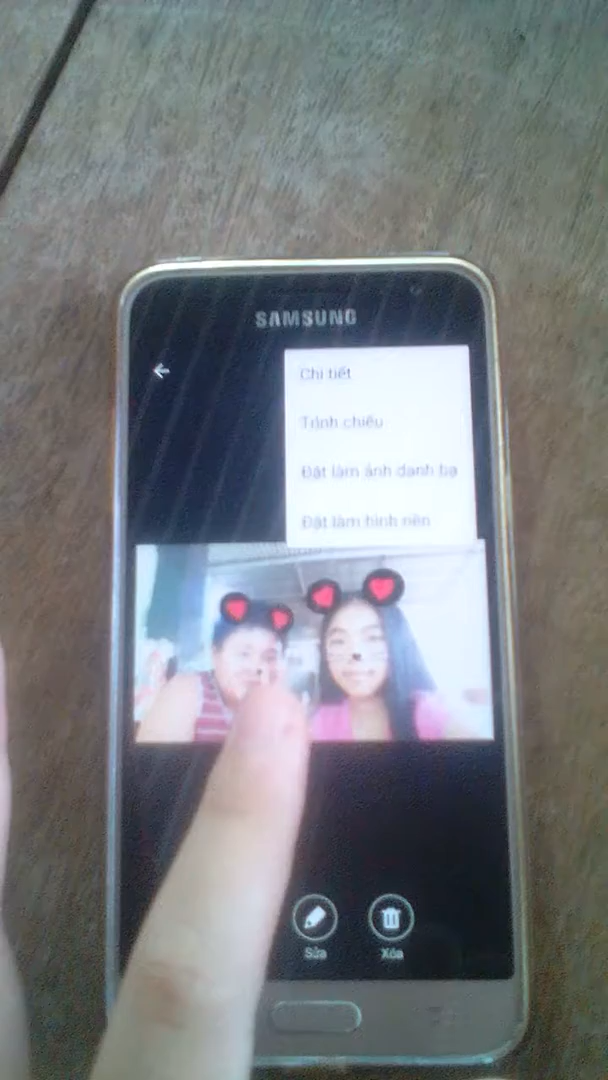 SAMSUNG
Chi tiết
Trình chiếu
Đặt làm ảnh danh bạ
Đặt làm hình nền
Sửa
Xóa